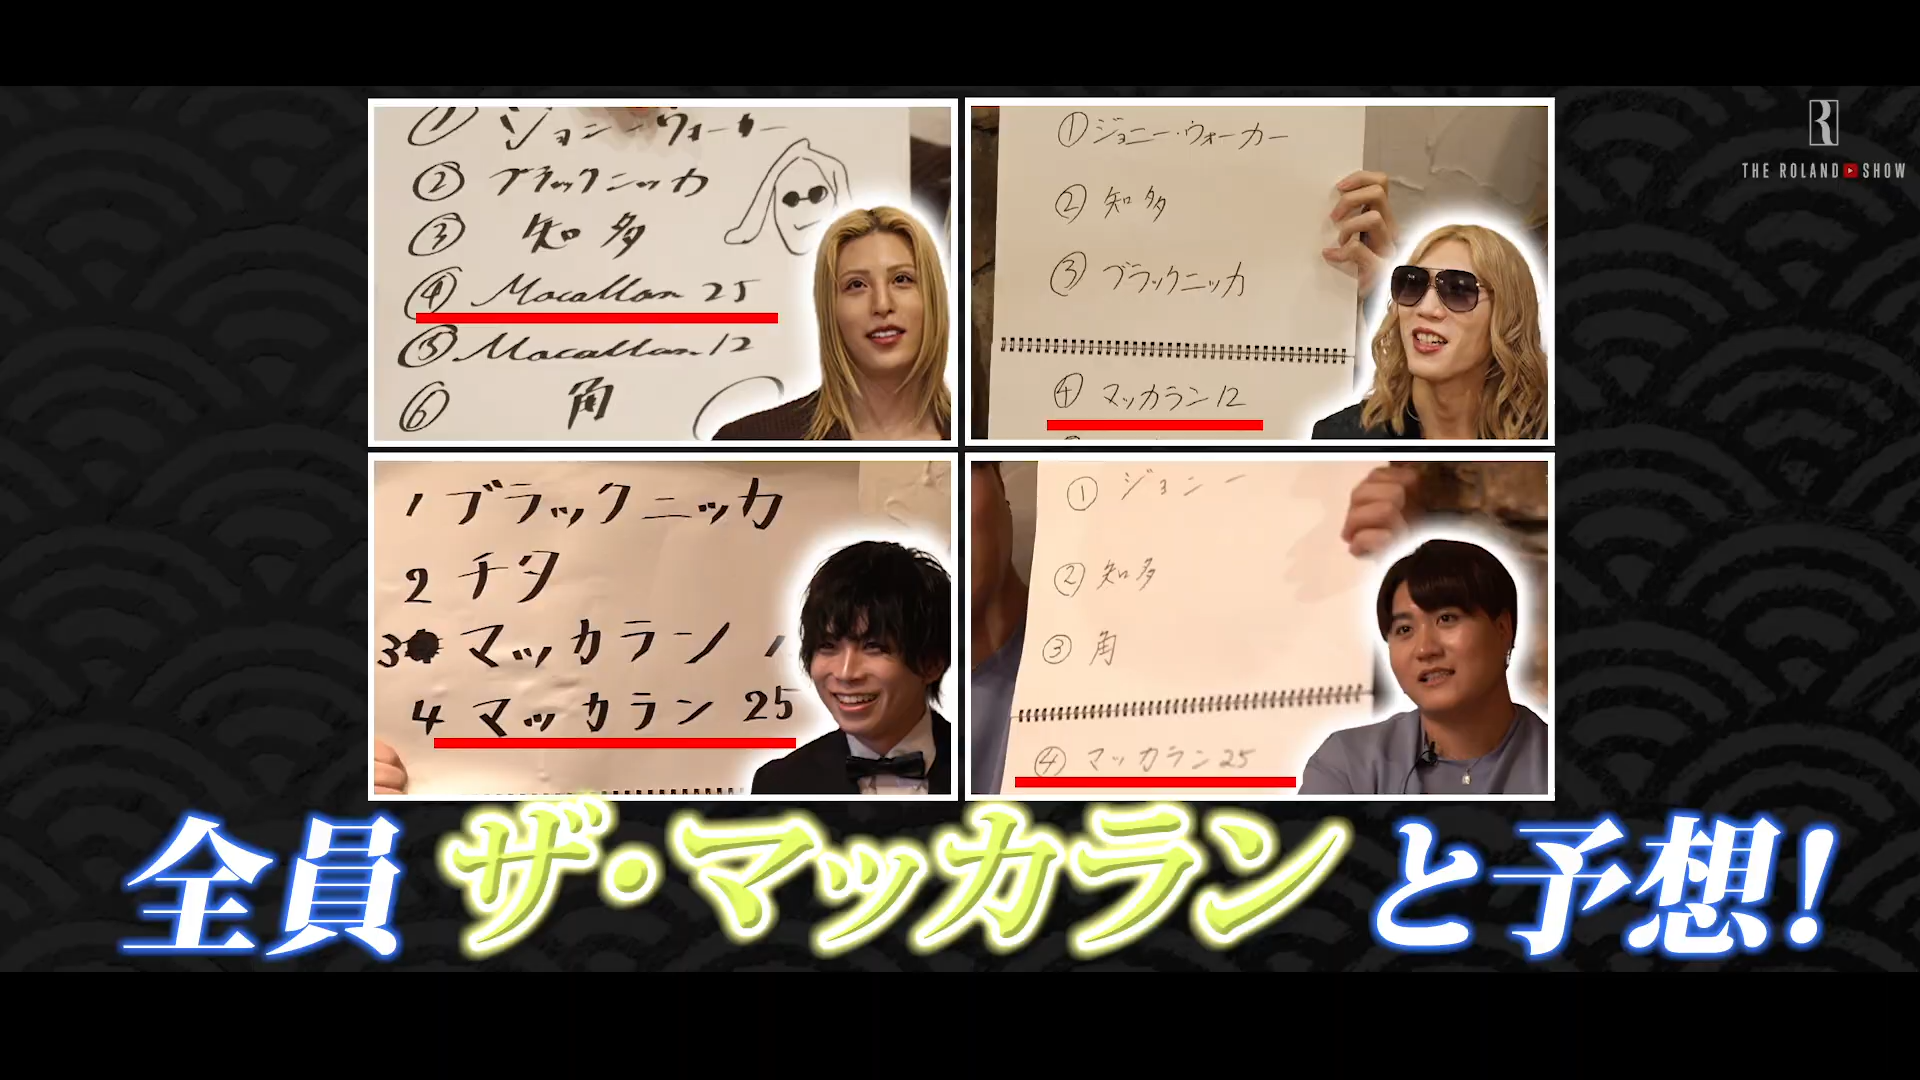 THE ROLAND SHOW
① ジョニーウォーカー
② ブラックニッカ
③ 知多
④ Macallan 25
⑤ Macallan 12
⑥ 角
① ジョニー・ウォーカー
② 知多
③ ブラックニッカ
④ マッカラン12
1 ブラックニッカ
2 チタ
3 マッカラン 1
4 マッカラン 25
① ジョニー
② 知多
③ 角
④ マッカラン25
全員 ザ・マッカラン と予想!